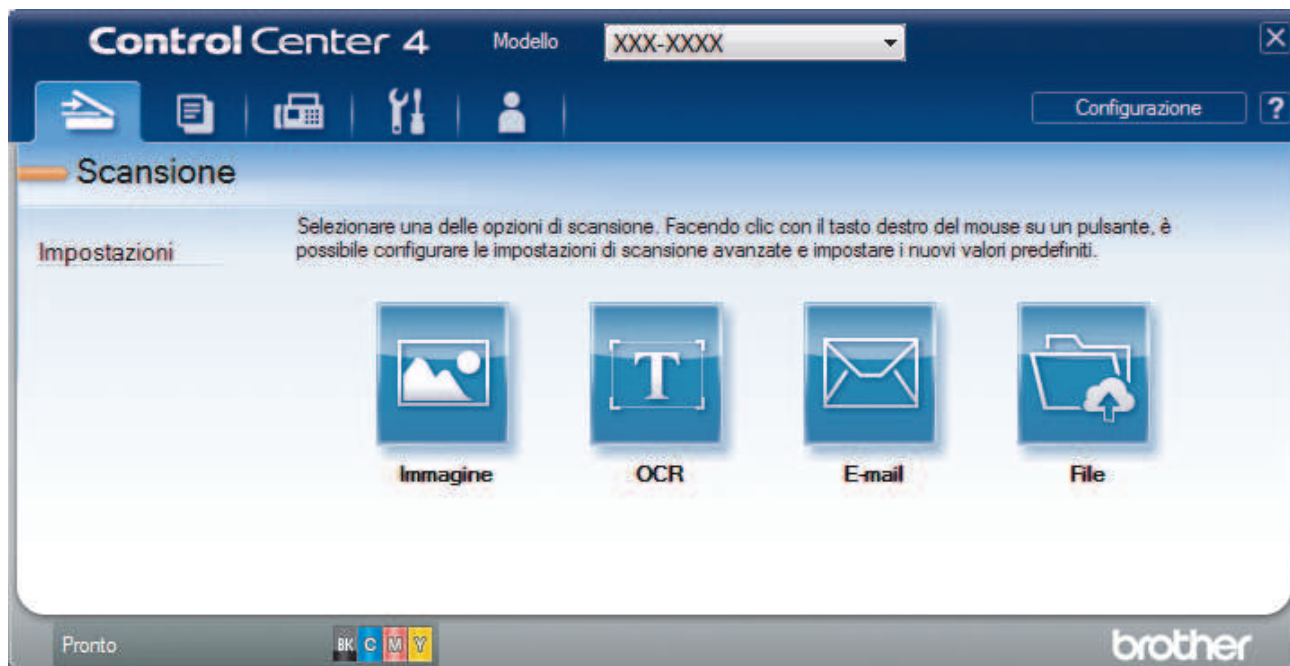 ControlCenter 4
Modello
XXX-XXXX
Configurazione
?
Scansione
Impostazioni
Selezionare una delle opzioni di scansione. Facendo clic con il tasto destro del mouse su un pulsante, è
possibile configurare le impostazioni di scansione avanzate e impostare i nuovi valori predefiniti.
T
Immagine
OCR
E-mail
File
Pronto
BK C M Y
brother